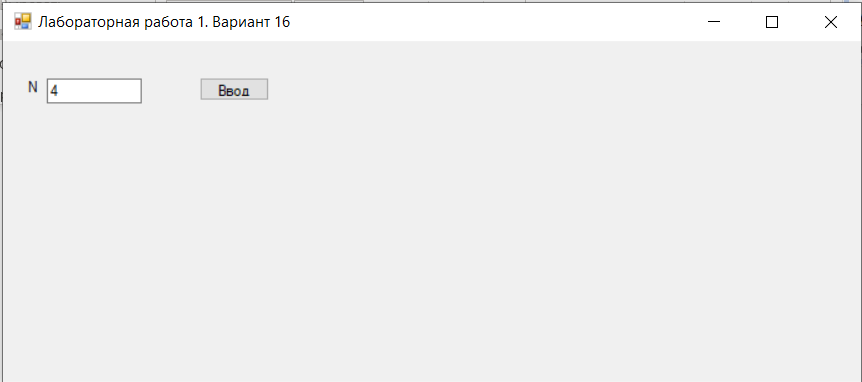 Лабораторная работа 1. Вариант 16
N 4 Ввод